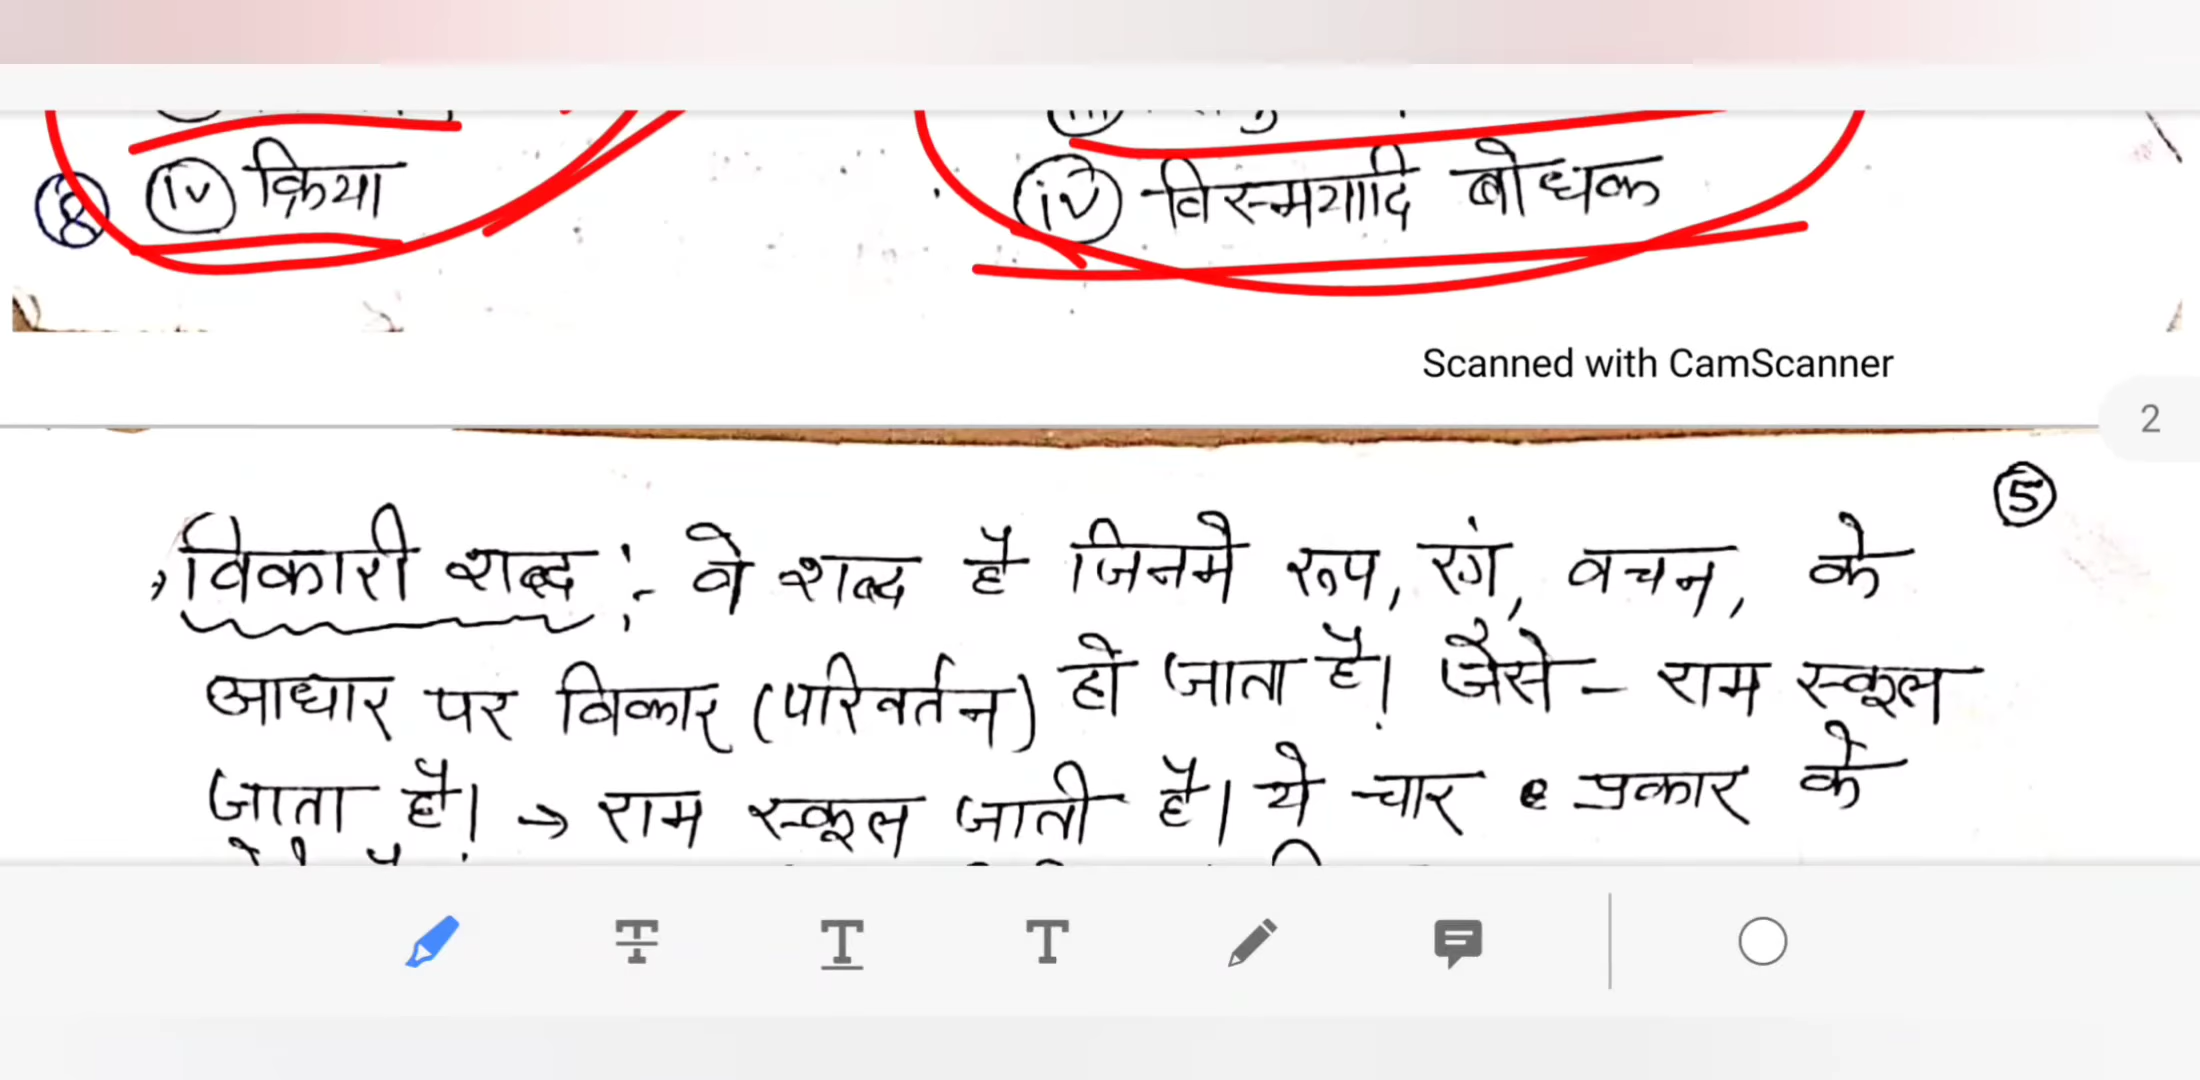 (iv) क्रिया
(iv) विस्मयादि बोधक
8
Scanned with CamScanner
2
5
विकारी शब्द :- वे शब्द है जिनमे रूप, रंग, वचन, के
आधार पर विकार (परिवर्तन) हो जाता है। जैसे - राम स्कूल
जाता है। → राम स्कूल जाती है। ये चार प्रकार के